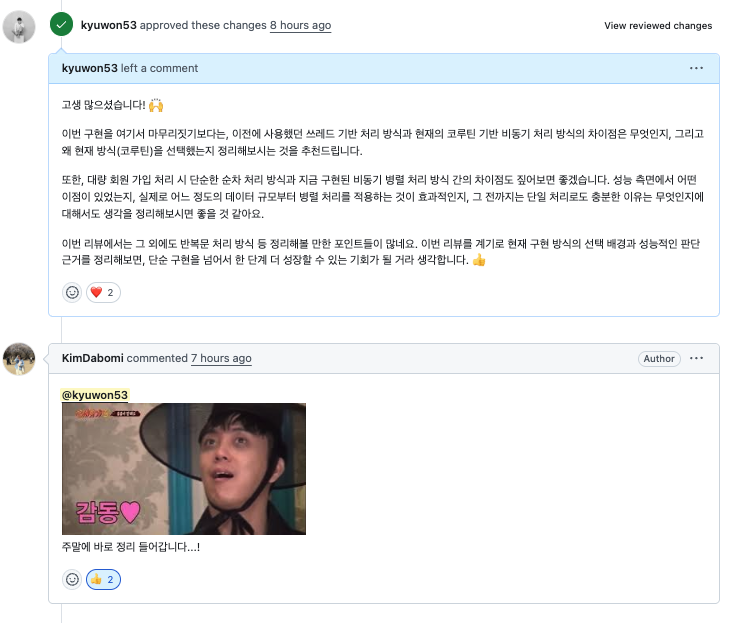 kyuwon53 approved these changes 8 hours ago
View reviewed changes
kyuwon53 left a comment
고생 많으셨습니다! 🙌
이번 구현을 여기서 마무리짓기보다는, 이전에 사용했던 쓰레드 기반 처리 방식과 현재의 코루틴 기반 비동기 처리 방식의 차이점은 무엇인지, 그리고
왜 현재 방식(코루틴)을 선택했는지 정리해보시는 것을 추천드립니다.
또한, 대량 회원 가입 처리 시 단순한 순차 처리 방식과 지금 구현된 비동기 병렬 처리 방식 간의 차이점도 짚어보면 좋겠습니다. 성능 측면에서 어떤
이점이 있었는지, 실제로 어느 정도의 데이터 규모부터 병렬 처리를 적용하는 것이 효과적인지, 그 전까지는 단일 처리로도 충분한 이유는 무엇인지에
대해서도 생각을 정리해보시면 좋을 것 같아요.
이번 리뷰에서는 그 외에도 반복문 처리 방식 등 정리해볼 만한 포인트들이 많네요. 이번 리뷰를 계기로 현재 구현 방식의 선택 배경과 성능적인 판단
근거를 정리해보면, 단순 구현을 넘어서 한 단계 더 성장할 수 있는 기회가 될 거라 생각합니다. 👍
❤️ 2
KimDabomi commented 7 hours ago
Author
@kyuwon53
감동♥
주말에 바로 정리 들어갑니다...!
👍 2